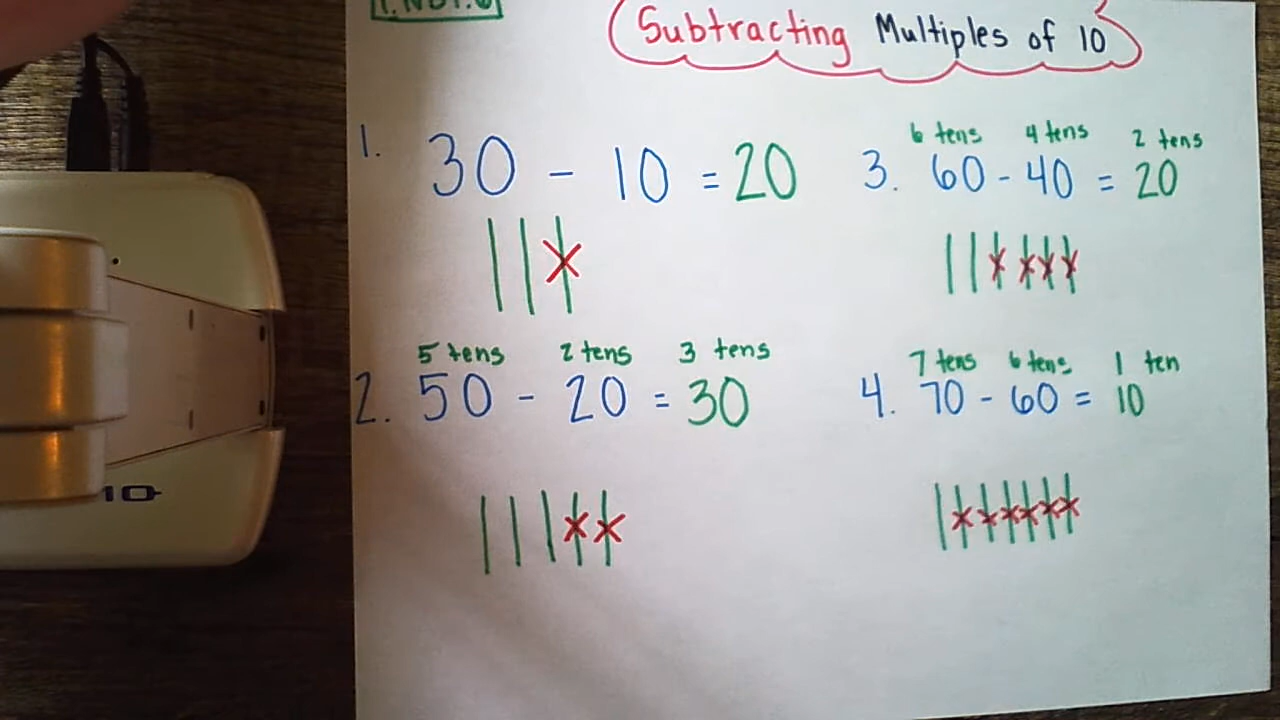 Subtracting Multiples of 10
1. 30 - 10 = 20
5 tens 2 tens 3 tens
2. 50 - 20 = 30
6 tens 4 tens 2 tens
3. 60 - 40 = 20
7 tens 6 tens 1 ten
4. 70 - 60 = 10